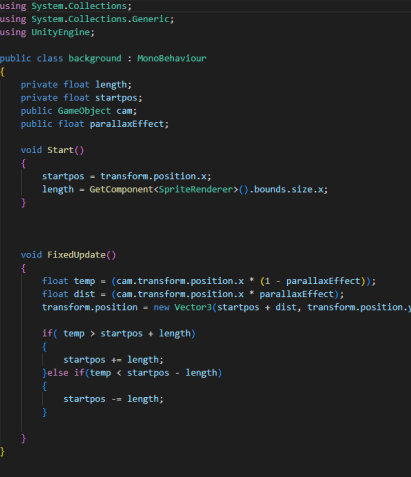 using System.Collections;
using System.Collections.Generic;
using UnityEngine;
public class background : MonoBehaviour
{
    private float length;
    private float startpos;
    public GameObject cam;
    public float parallaxEffect;
    void Start()
    {
        startpos = transform.position.x;
        length = GetComponent<SpriteRenderer>().bounds.size.x;
    }
    void FixedUpdate()
    {
        float temp = (cam.transform.position.x * (1 - parallaxEffect));
        float dist = (cam.transform.position.x * parallaxEffect);
        transform.position = new Vector3(startpos + dist, transform.position.y
        if( temp > startpos + length)
        {
            startpos += length;
        }else if(temp < startpos - length)
        {
            startpos -= length;
        }
    }
}